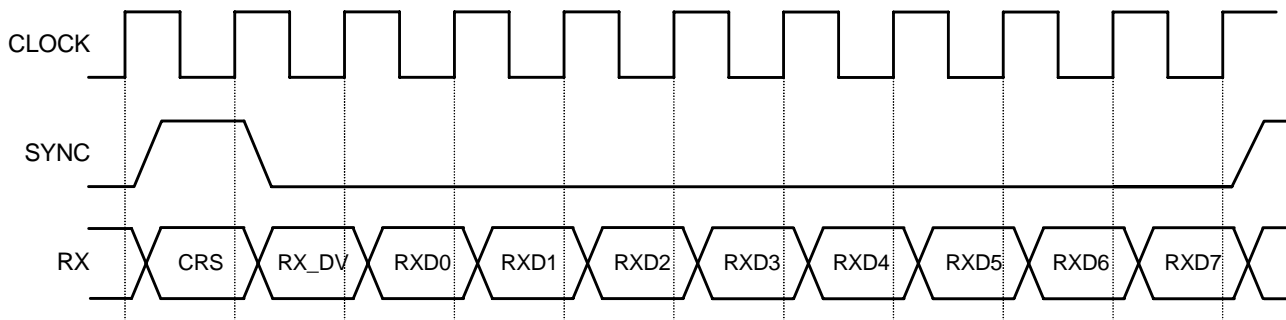 CLOCK
SYNC
RX CRS RX_DV RXD0 RXD1 RXD2 RXD3 RXD4 RXD5 RXD6 RXD7